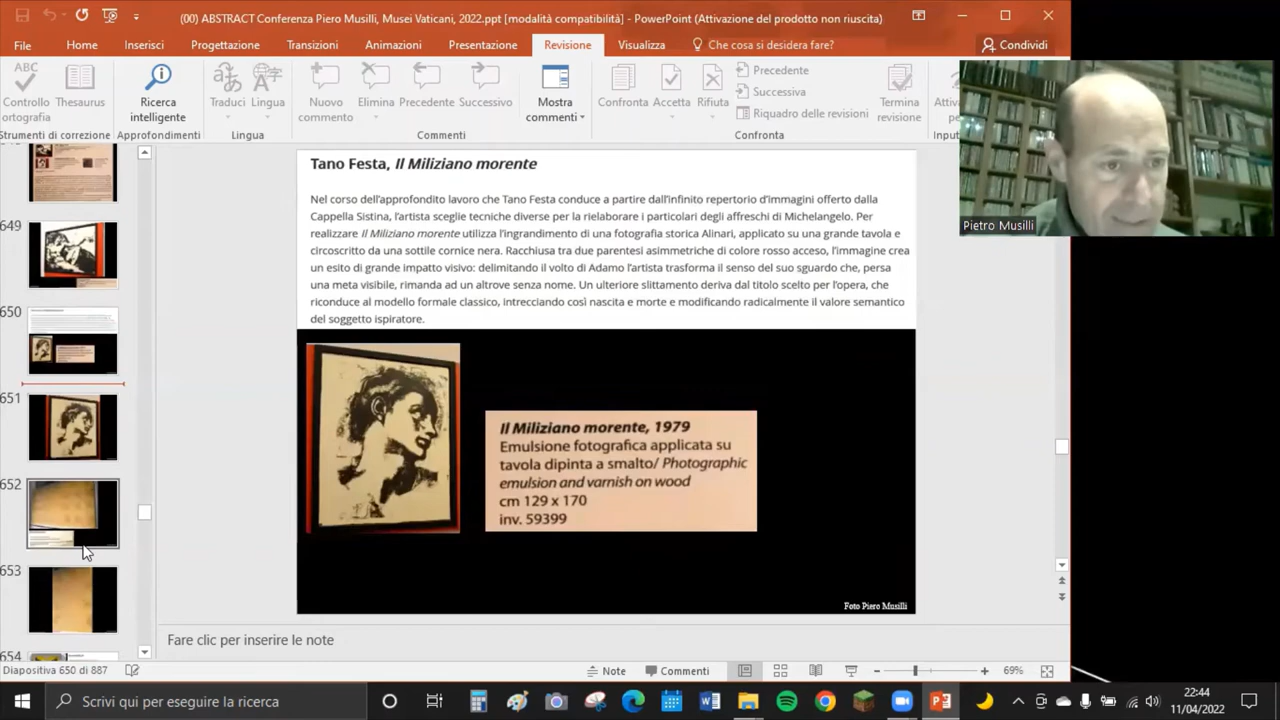 (00) ABSTRACT Conferenza Piero Musilli, Musei Vaticani, 2022.ppt [modalità compatibilità] - PowerPoint (Attivazione del prodotto non riuscita)
File Home Inserisci Progettazione Transizioni Animazioni Presentazione Revisione Visualizza Che cosa si desidera fare? Condividi
ABC
Controllo ortografia
Thesaurus
Ricerca intelligente
Traduci
Lingua
Nuovo commento
Elimina
Precedente
Successivo
Mostra commenti
Confronta
Accetta
Rifiuta
Precedente
Successiva
Riquadro delle revisioni
Termina revisione
Strumenti di correzione
Approfondimenti
Lingua
Commenti
Confronta
Pietro Musilli
649
650
651
652
653
654
Tano Festa, Il Miliziano morente
Nel corso dell'approfondito lavoro che Tano Festa conduce a partire dall'infinito repertorio d'immagini offerto dalla
Cappella Sistina, l'artista sceglie tecniche diverse per la rielaborare i particolari degli affreschi di Michelangelo. Per
realizzare Il Miliziano morente utilizza l'ingrandimento di una fotografia storica Alinari, applicato su una grande tavola e
circoscritto da una sottile cornice nera. Racchiusa tra due parentesi asimmetriche di colore rosso acceso, l'immagine crea
un esito di grande impatto visivo: delimitando il volto di Adamo l'artista trasforma il senso del suo sguardo che, persa
una meta visibile, rimanda ad un altrove senza nome. Un ulteriore slittamento deriva dal titolo scelto per l'opera, che
riconduce al modello formale classico, intrecciando così nascita e morte e modificando radicalmente il valore semantico
del soggetto ispiratore.
Il Miliziano morente, 1979
Emulsione fotografica applicata su
tavola dipinta a smalto/ Photographic
emulsion and varnish on wood
cm 129 x 170
inv. 59399
Foto Piero Musilli
Fare clic per inserire le note
Diapositiva 650 di 887
Note
Commenti
69%
Scrivi qui per eseguire la ricerca
22:44
11/04/2022